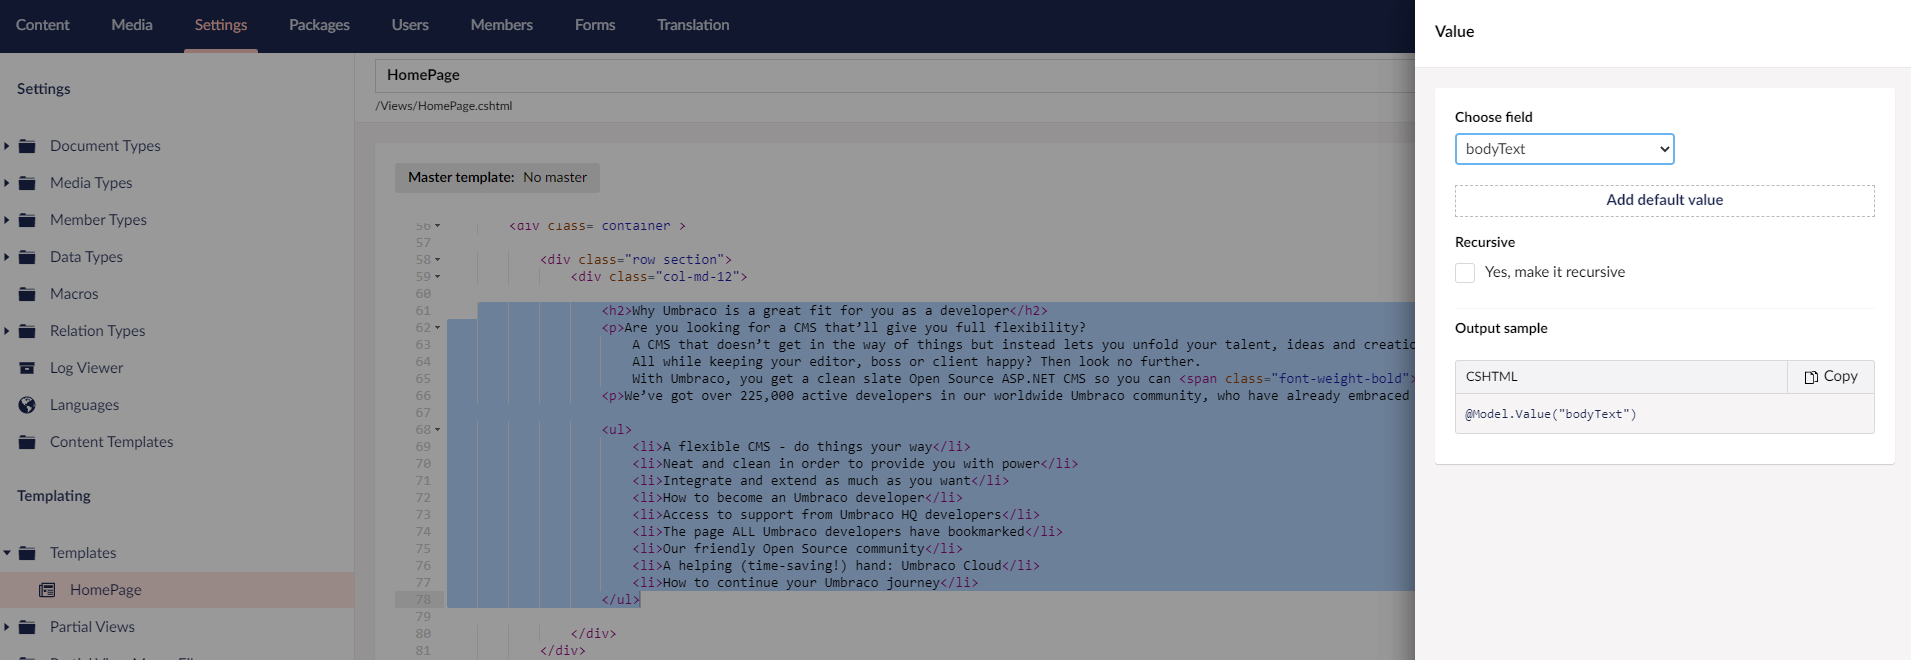 Content Media Settings Packages Users Members Forms Translation
Settings
Document Types
Media Types
Member Types
Data Types
Macros
Relation Types
Log Viewer
Languages
Content Templates
Templating
Templates
HomePage
Partial Views
HomePage
/Views/HomePage.cshtml
Master template: No master
56 <div class= container >
57
58 <div class="row section">
59 <div class="col-md-12">
60
61 <h2>Why Umbraco is a great fit for you as a developer</h2>
62 <p>Are you looking for a CMS that’ll give you full flexibility?
63 A CMS that doesn’t get in the way of things but instead lets you unfold your talent, ideas and creatio
64 All while keeping your editor, boss or client happy? Then look no further.
65 With Umbraco, you get a clean slate Open Source ASP.NET CMS so you can <span class="font-weight-bold">
66 <p>We’ve got over 225,000 active developers in our worldwide Umbraco community, who have already embraced
67
68 <ul>
69 <li>A flexible CMS - do things your way</li>
70 <li>Neat and clean in order to provide you with power</li>
71 <li>Integrate and extend as much as you want</li>
72 <li>How to become an Umbraco developer</li>
73 <li>Access to support from Umbraco HQ developers</li>
74 <li>The page ALL Umbraco developers have bookmarked</li>
75 <li>Our friendly Open Source community</li>
76 <li>A helping (time-saving!) hand: Umbraco Cloud</li>
77 <li>How to continue your Umbraco journey</li>
78 </ul>
79
80 </div>
81 </div>
Value
Choose field
bodyText
Add default value
Recursive
Yes, make it recursive
Output sample
CSHTML Copy
@Model.Value("bodyText")